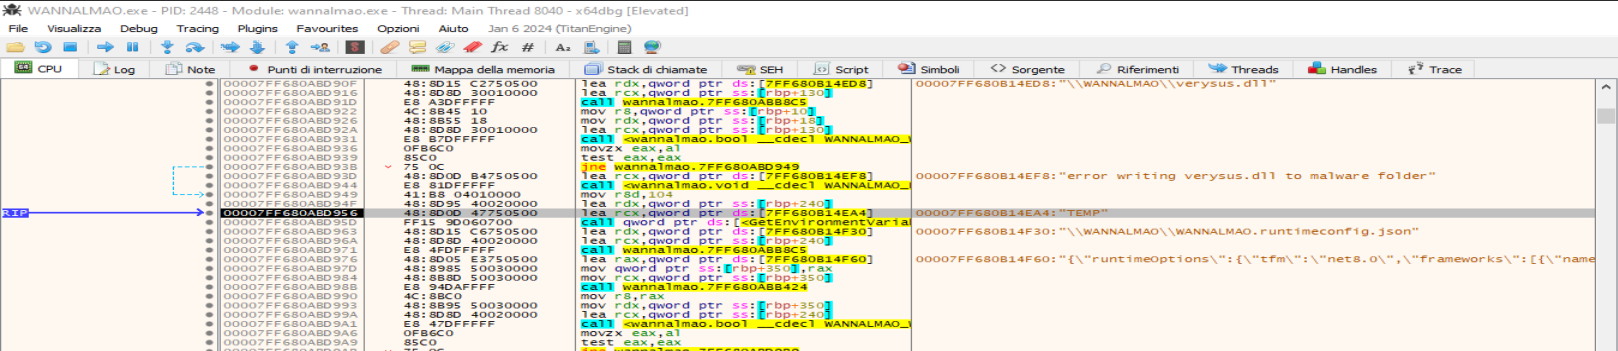 WANNALMAO.exe - PID: 2448 - Module: wannalmao.exe - Thread: Main Thread 8040 - x64dbg [Elevated]
File Visualizza Debug Tracing Plugins Favourites Opzioni Aiuto Jan 6 2024 (TitanEngine)
CPU Log Note Punti di interruzione Mappa della memoria Stack di chiamate SEH Script Simboli Sorgente Riferimenti Threads Handles Trace
00007FF680ABD90F 48:8D15 C2750500 lea rdx,qword ptr ds:[7FF680B14ED8] 00007FF680B14ED8:"\\WANNALMAO\\verysus.dll"
00007FF680ABD916 48:8D8D 30010000 lea rcx,qword ptr ss:[rbp+130]
00007FF680ABD91D E8 A3DFFFFF call wannalmao.7FF680ABB8C5
00007FF680ABD922 4C:8B45 10 mov r8,qword ptr ss:[rbp+10]
00007FF680ABD926 48:8B55 18 mov rdx,qword ptr ss:[rbp+18]
00007FF680ABD92A 48:8D8D 30010000 lea rcx,qword ptr ss:[rbp+130]
00007FF680ABD931 E8 B7DFFFFF call <wannalmao.bool __cdecl WANNALMAO_
00007FF680ABD936 0FB6C0 movzx eax,al
00007FF680ABD939 85C0 test eax,eax
00007FF680ABD93B 75 0C jne wannalmao.7FF680ABD949
00007FF680ABD93D 48:8D0D B4750500 lea rcx,qword ptr ds:[7FF680B14EF8] 00007FF680B14EF8:"error writing verysus.dll to malware folder"
00007FF680ABD944 E8 81DFFFFF call <wannalmao.void __cdecl WANNALMAO_
00007FF680ABD949 41:B8 04010000 mov r8d,104
00007FF680ABD94F 48:8D95 40020000 lea rdx,qword ptr ss:[rbp+240]
RIP 00007FF680ABD956 48:8D0D 47750500 lea rcx,qword ptr ds:[7FF680B14EA4] 00007FF680B14EA4:"TEMP"
00007FF680ABD95D FF15 9D060700 call qword ptr ds:[<GetEnvironmentVaria
00007FF680ABD963 48:8D15 C6750500 lea rdx,qword ptr ds:[7FF680B14F30] 00007FF680B14F30:"\\WANNALMAO\\WANNALMAO.runtimeconfig.json"
00007FF680ABD96A 48:8D8D 40020000 lea rcx,qword ptr ss:[rbp+240]
00007FF680ABD971 E8 4FDFFFFF call wannalmao.7FF680ABB8C5
00007FF680ABD976 48:8D05 E3750500 lea rax,qword ptr ds:[7FF680B14F60] 00007FF680B14F60:"{\"runtimeOptions\":{\"tfm\":\"net8.0\",\"frameworks\":[{\"name
00007FF680ABD97D 48:8985 50030000 mov qword ptr ss:[rbp+350],rax
00007FF680ABD984 48:8B8D 50030000 mov rcx,qword ptr ss:[rbp+350]
00007FF680ABD98B E8 94DAFFFF call wannalmao.7FF680ABB424
00007FF680ABD990 4C:8BC0 mov r8,rax
00007FF680ABD993 48:8B95 50030000 mov rdx,qword ptr ss:[rbp+350]
00007FF680ABD99A 48:8D8D 40020000 lea rcx,qword ptr ss:[rbp+240]
00007FF680ABD9A1 E8 47DFFFFF call <wannalmao.bool __cdecl WANNALMAO_
00007FF680ABD9A6 0FB6C0 movzx eax,al
00007FF680ABD9A9 85C0 test eax,eax